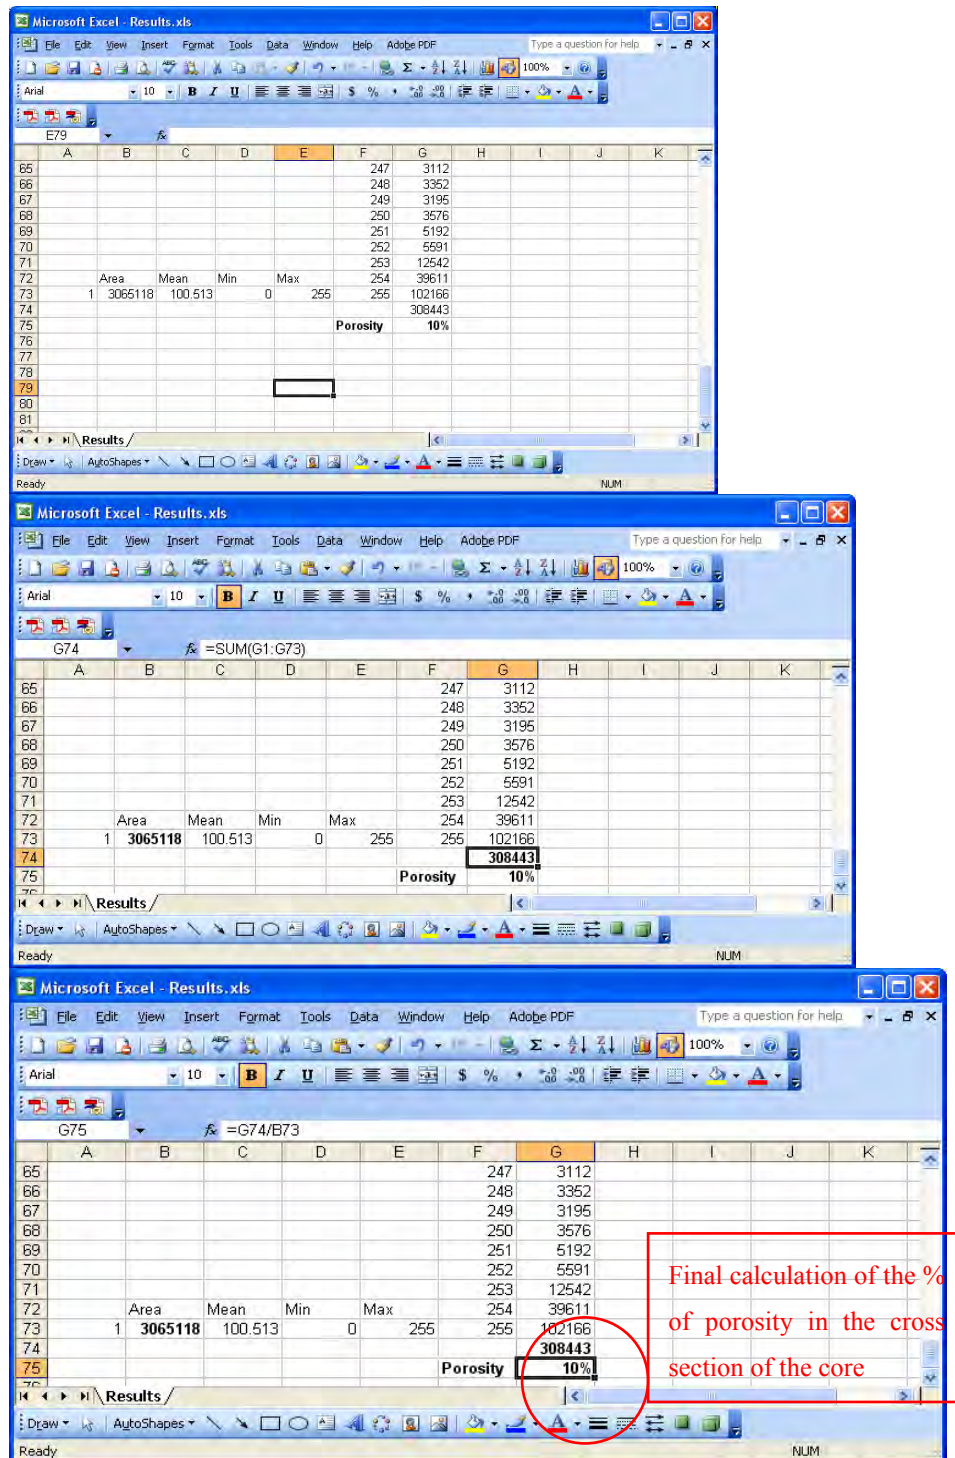 Microsoft Excel - Results.xls
File Edit View Insert Format Tools Data Window Help Adobe PDF Type a question for help
100%
Arial 10 B I U $ % ,
E79 fx
A B C D E F G H I J K
65 247 3112
66 248 3352
67 249 3195
68 250 3576
69 251 5192
70 252 5591
71 253 12542
72 Area Mean Min Max 254 39611
73 1 3065118 100.513 0 255 255 102166
74 308443
75 Porosity 10%
76
77
78
79
80
81
Results
Draw AutoShapes
Ready NUM
Microsoft Excel - Results.xls
File Edit View Insert Format Tools Data Window Help Adobe PDF Type a question for help
100%
Arial 10 B I U $ % ,
G74 fx =SUM(G1:G73)
A B C D E F G H I J K
65 247 3112
66 248 3352
67 249 3195
68 250 3576
69 251 5192
70 252 5591
71 253 12542
72 Area Mean Min Max 254 39611
73 1 3065118 100.513 0 255 255 102166
74 308443
75 Porosity 10%
Results
Draw AutoShapes
Ready NUM
Microsoft Excel - Results.xls
File Edit View Insert Format Tools Data Window Help Adobe PDF Type a question for help
100%
Arial 10 B I U $ % ,
G75 fx =G74/B73
A B C D E F G H I J K
65 247 3112
66 248 3352
67 249 3195
68 250 3576
69 251 5192
70 252 5591
71 253 12542
72 Area Mean Min Max 254 39611
73 1 3065118 100.513 0 255 255 102166
74 308443
75 Porosity 10%
Final calculation of the %
of porosity in the cross
section of the core
Results
Draw AutoShapes
Ready NUM